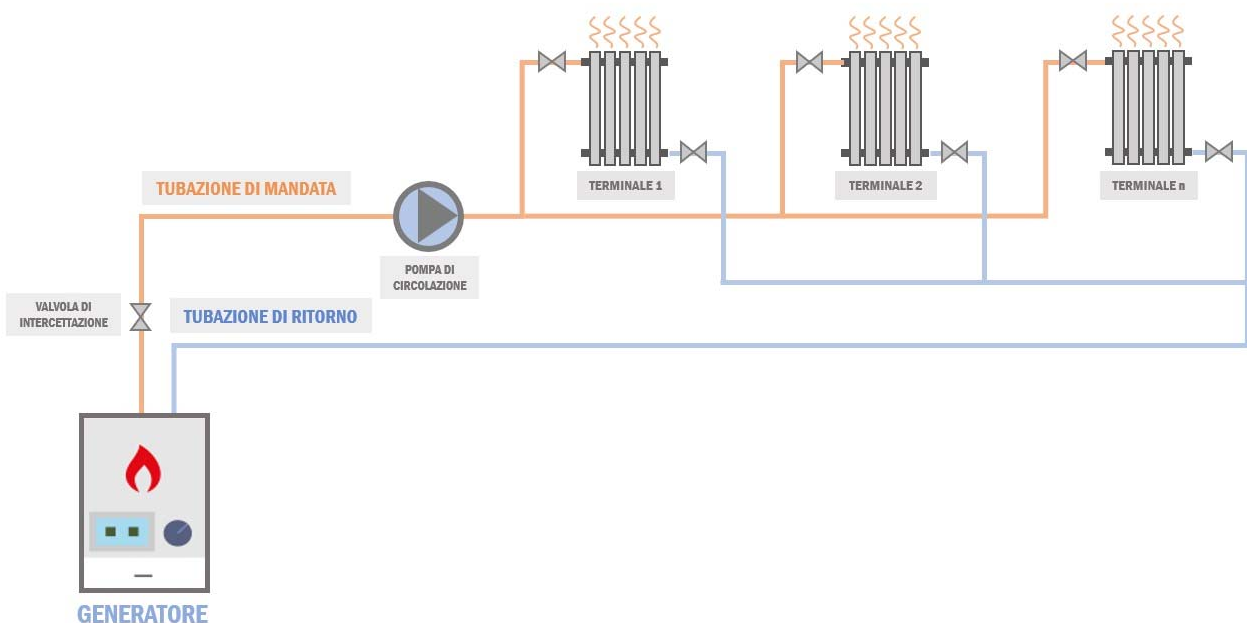 TERMINALE 1
TERMINALE 2
TERMINALE n
TUBAZIONE DI MANDATA
POMPA DI
CIRCOLAZIONE
VALVOLA DI
INTERCETTAZIONE
TUBAZIONE DI RITORNO
GENERATORE